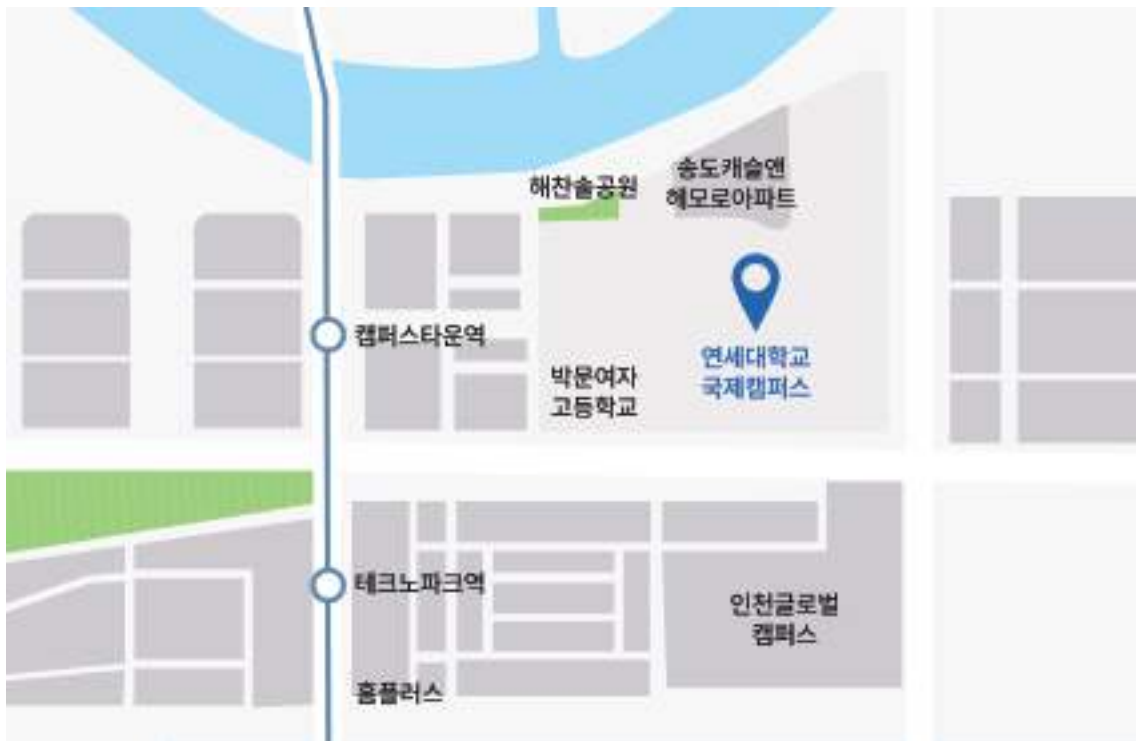 송도캐슬앤
해모로아파트
해찬솔공원
캠퍼스타운역
연세대학교
국제캠퍼스
박문여자
고등학교
테크노파크역
인천글로벌
캠퍼스
홈플러스